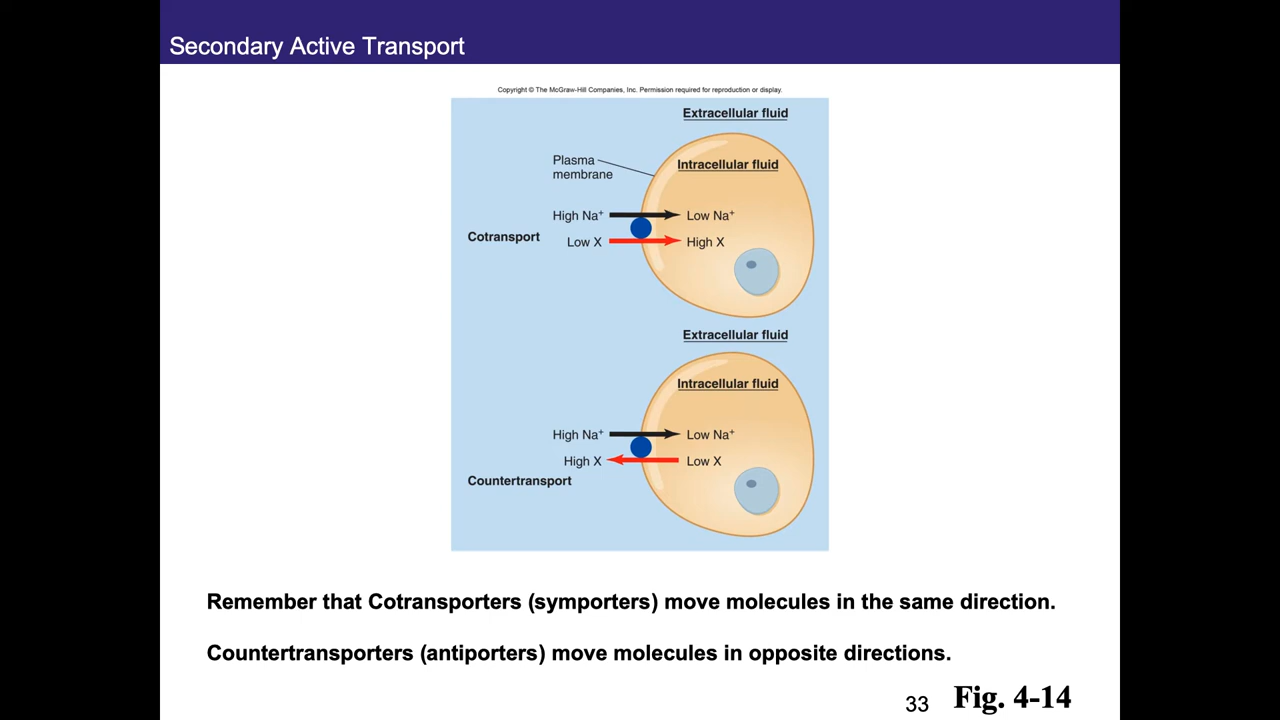 Secondary Active Transport
Copyright © The McGraw-Hill Companies, Inc. Permission required for reproduction or display.
Extracellular fluid
Plasma
membrane
Intracellular fluid
High Na⁺
Low Na⁺
Cotransport
Low X
High X
Extracellular fluid
Intracellular fluid
High Na⁺
Low Na⁺
High X
Low X
Countertransport
Remember that Cotransporters (symporters) move molecules in the same direction.
Countertransporters (antiporters) move molecules in opposite directions.
33
Fig. 4-14